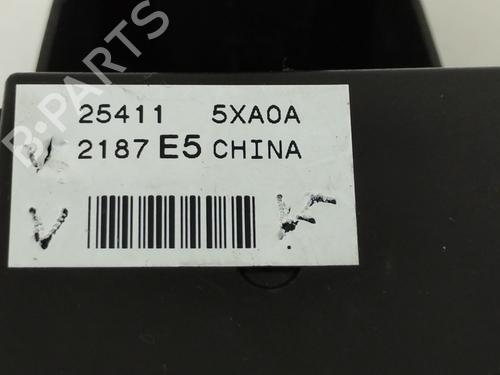 25411 5XA0A
2187 E5 CHINA
V
V K
B-PARTS